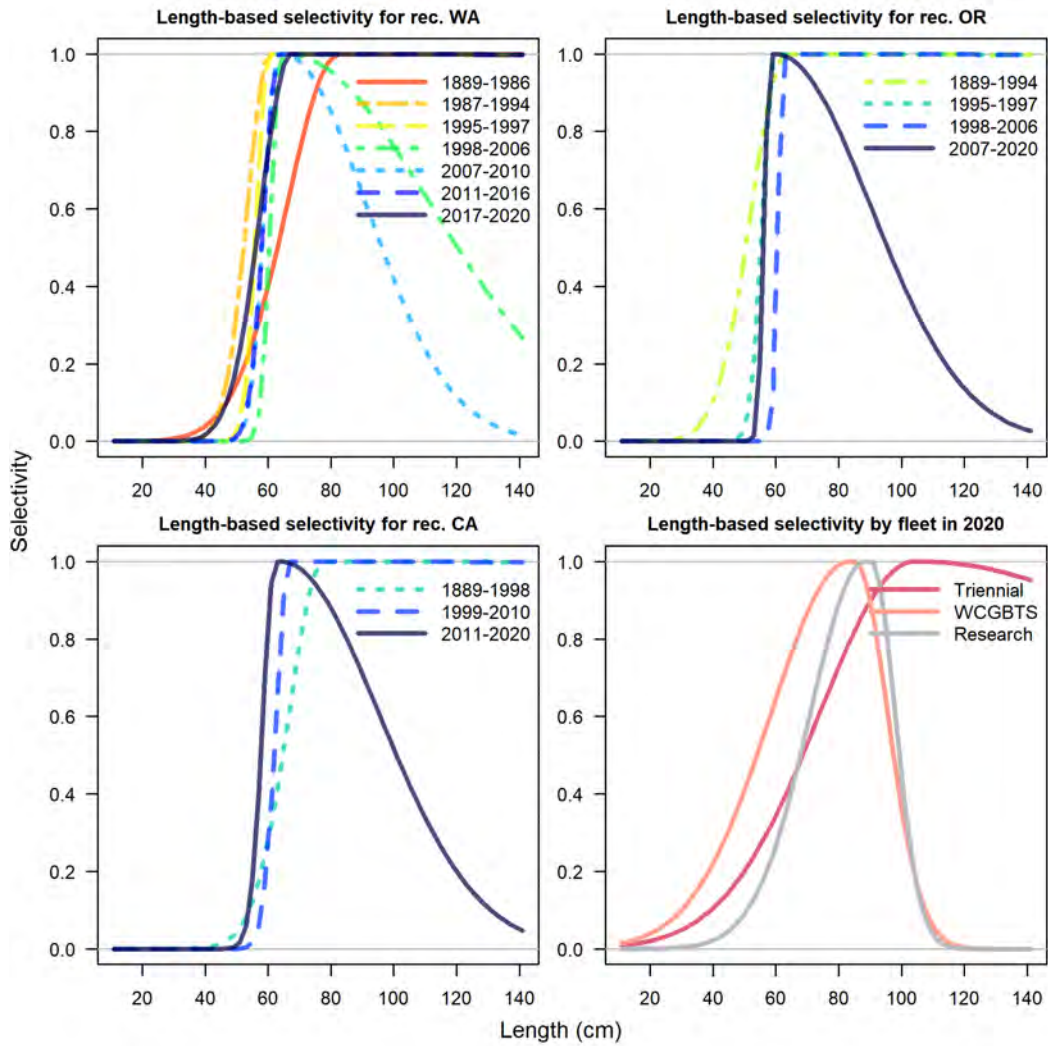 Length-based selectivity for rec. WA
1.0
0.8
0.6
0.4
0.2
0.0
1889-1986
1987-1994
1995-1997
1998-2006
2007-2010
2011-2016
2017-2020
20 40 60 80 100 120 140
Length-based selectivity for rec. OR
1.0
0.8
0.6
0.4
0.2
0.0
1889-1994
1995-1997
1998-2006
2007-2020
20 40 60 80 100 120 140
Selectivity
Length-based selectivity for rec. CA
1.0
0.8
0.6
0.4
0.2
0.0
1889-1998
1999-2010
2011-2020
20 40 60 80 100 120 140
Length-based selectivity by fleet in 2020
1.0
0.8
0.6
0.4
0.2
0.0
Triennial
WCGBTS
Research
20 40 60 80 100 120 140
Length (cm)